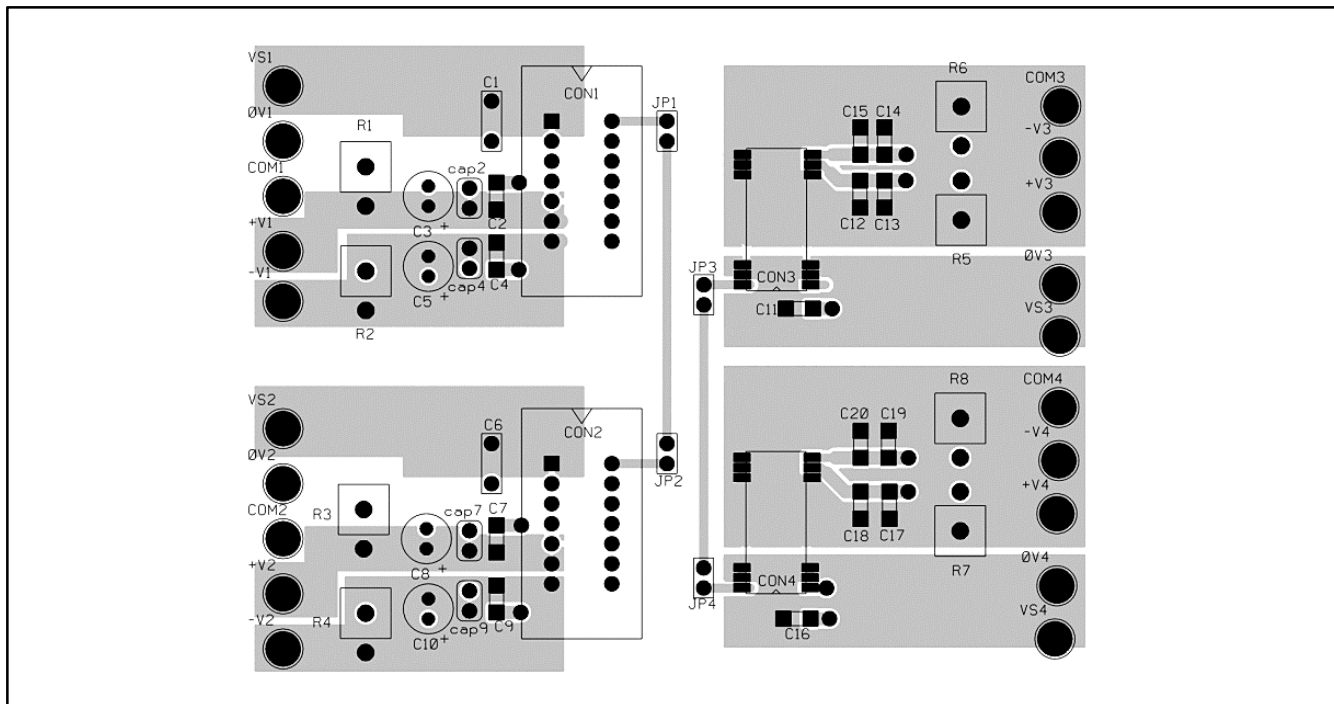 VS1
C1
CON1
JP1
R6
COM3
ØV1
R1
C15
C14
-V3
COM1
cap2
+V3
+V1
C3
+
C2
C12
C13
-V1
C5
+
cap4
C4
JP3
CON3
R5
ØV3
R2
C11
VS3
VS2
C6
CON2
R8
COM4
C20
C19
ØV2
JP2
-V4
COM2
R3
cap7
C7
+V4
+V2
C8
+
C18
C17
R4
CON4
R7
ØV4
-V2
C10
+
cap9
C9
JP4
C16
VS4